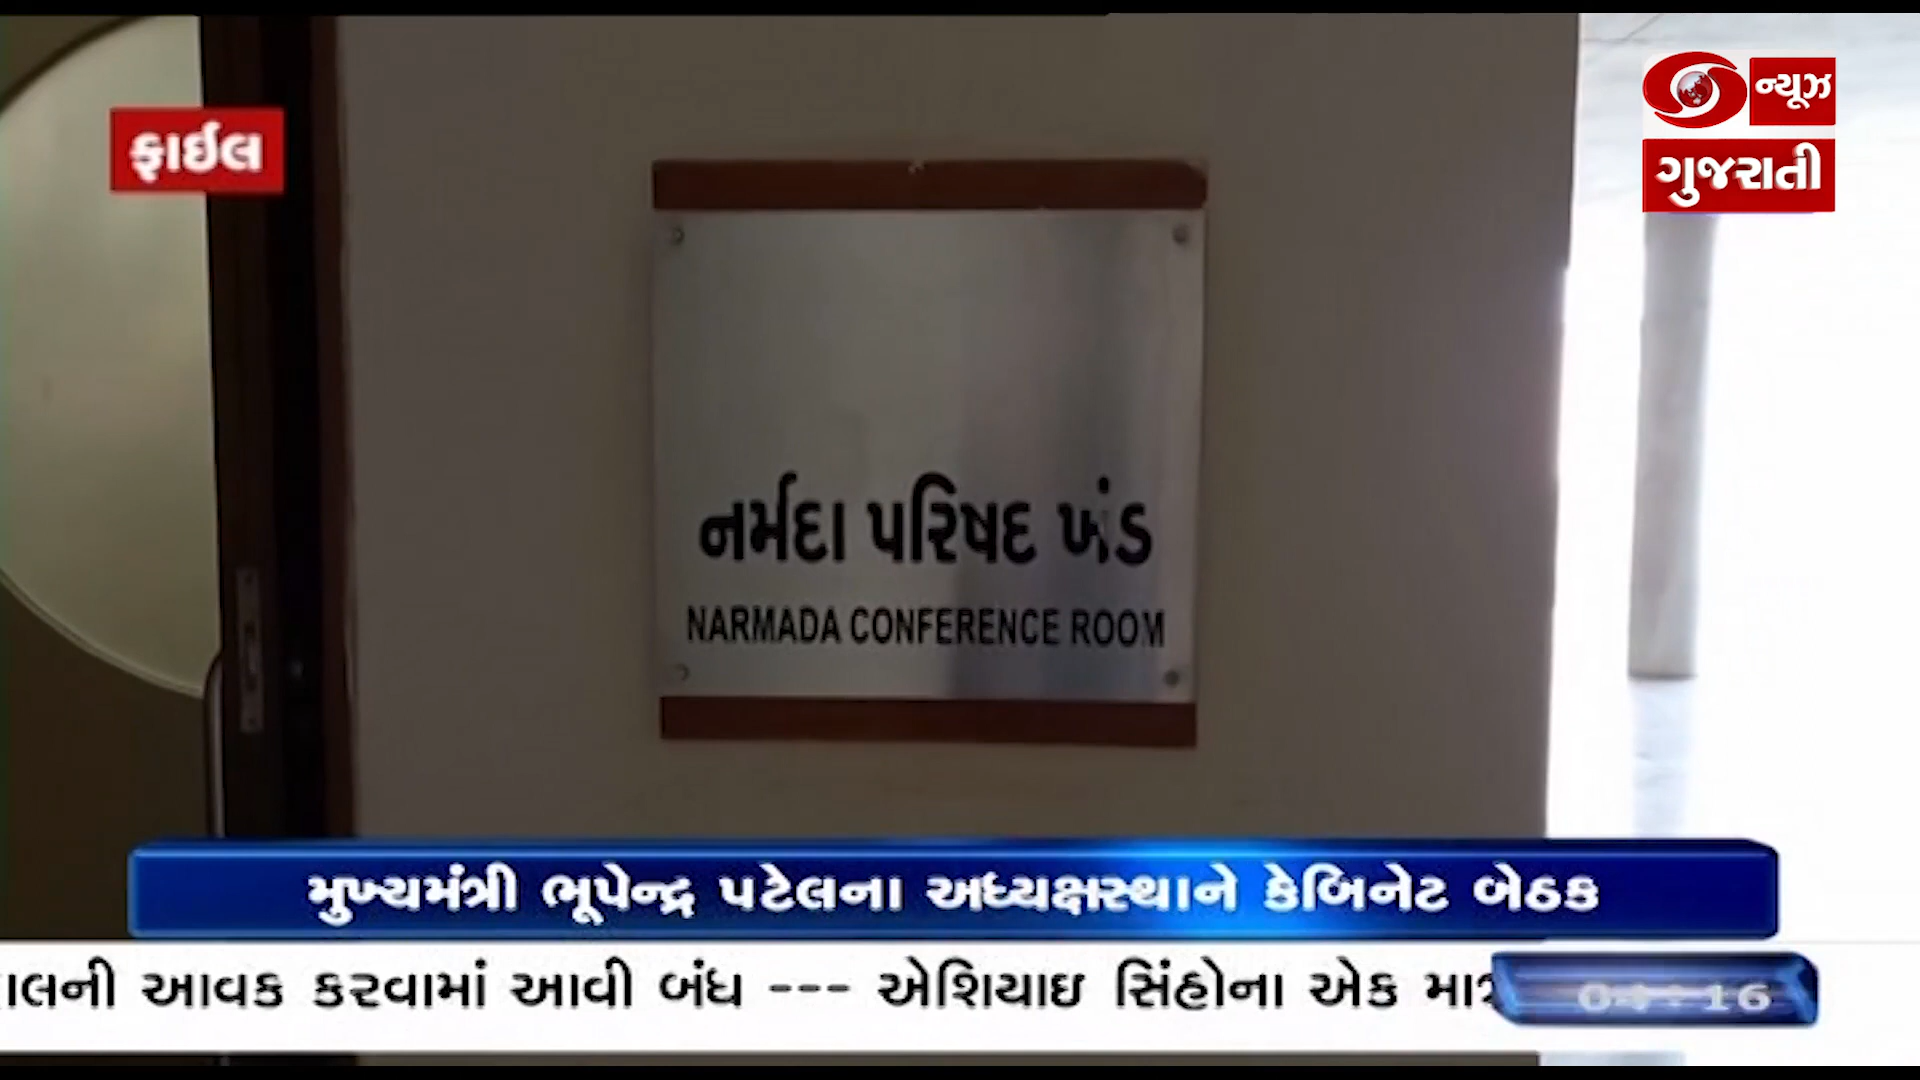 ફાઈલ
ન્યૂઝ
ગુજરાતી
નર્મદા પરિષદ ખંડ
NARMADA CONFERENCE ROOM
મુખ્યમંત્રી ભૂપેન્દ્ર પટેલના અધ્યક્ષસ્થાને કેબિનેટ બેઠક
આવક કરવામાં આવી બંધ --- એશિયાઇ સિંહોના એક